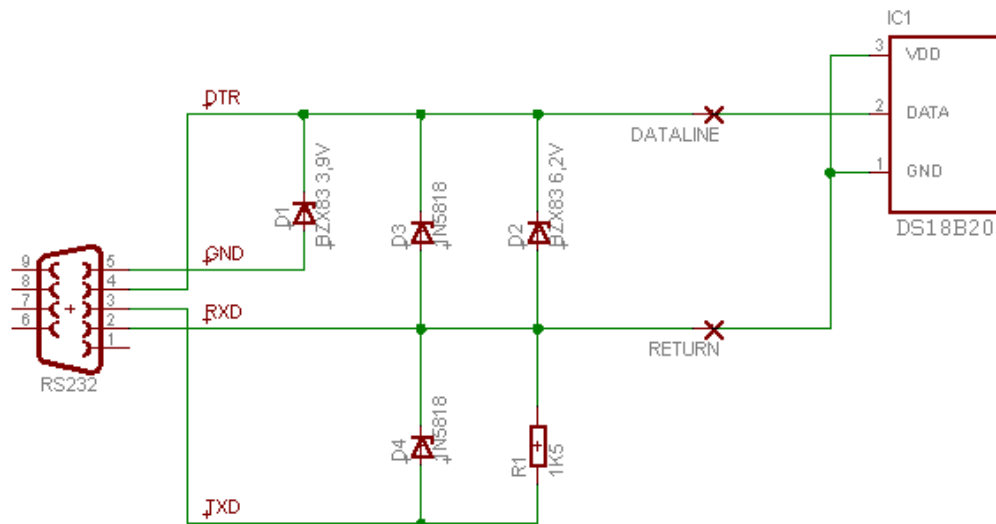 IC1
3
VDD
2
DATA
1
GND
DS18B20
DTR
DATALINE
D1
BZX83 3,9V
D3
1N5818
D2
BZX83 6,2V
GND
9
8
7
6
5
4
3
2
1
RS232
RXD
RETURN
D4
1N5818
R1
1K5
TXD